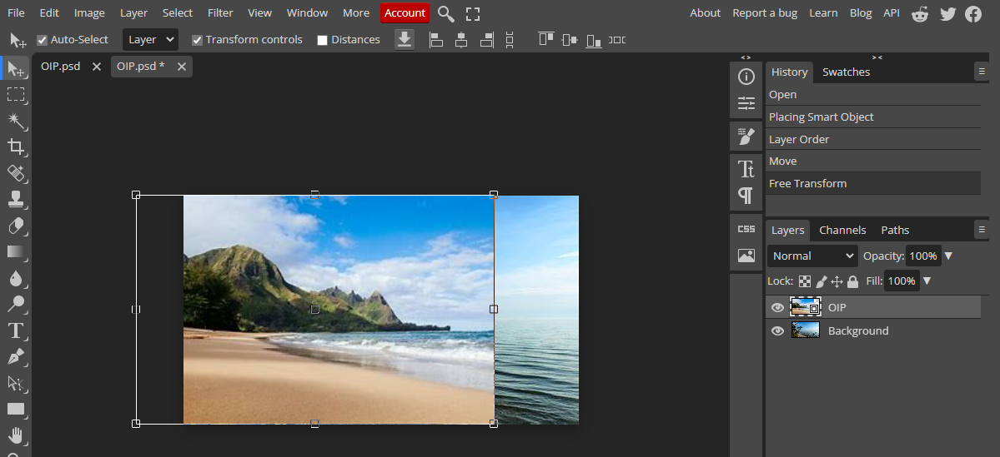 File Edit Image Layer Select Filter View Window More Account About Report a bug Learn Blog API
Auto-Select Layer Transform controls Distances
OIP.psd OIP.psd *
History Swatches
Open
Placing Smart Object
Layer Order
Move
Free Transform
Tt
CSS
Layers Channels Paths
Normal Opacity: 100%
Lock: Fill: 100%
OIP
Background
T